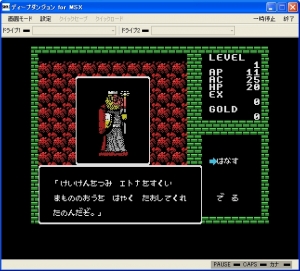 ディープダンジョン for MSX
画面モード 設定 クイックセーブ クイックロード 一時停止 終了
ドライブ1 ドライブ2
LEVEL
1
AP 11
AC 25
HP 20
EX
0
GOLD
0
はなす
でる
「けいけんをつみ エトナをすくい
まもののおうを はやく たおしてくれ
たのんだぞ。」
PAUSE CAPS カナ